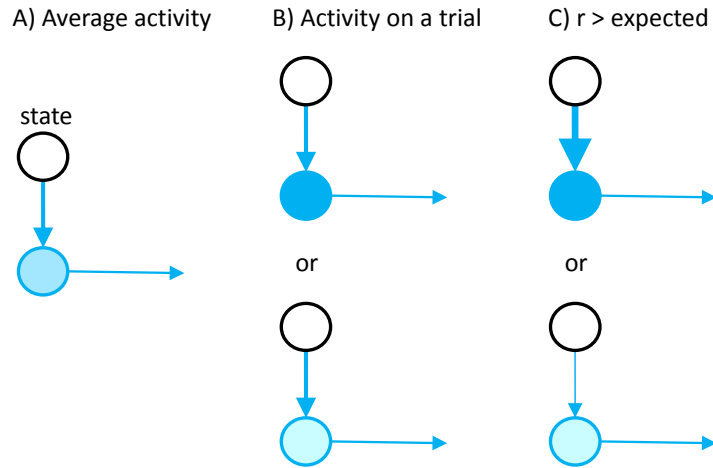 A) Average activity
B) Activity on a trial
C) r > expected
state
or
or